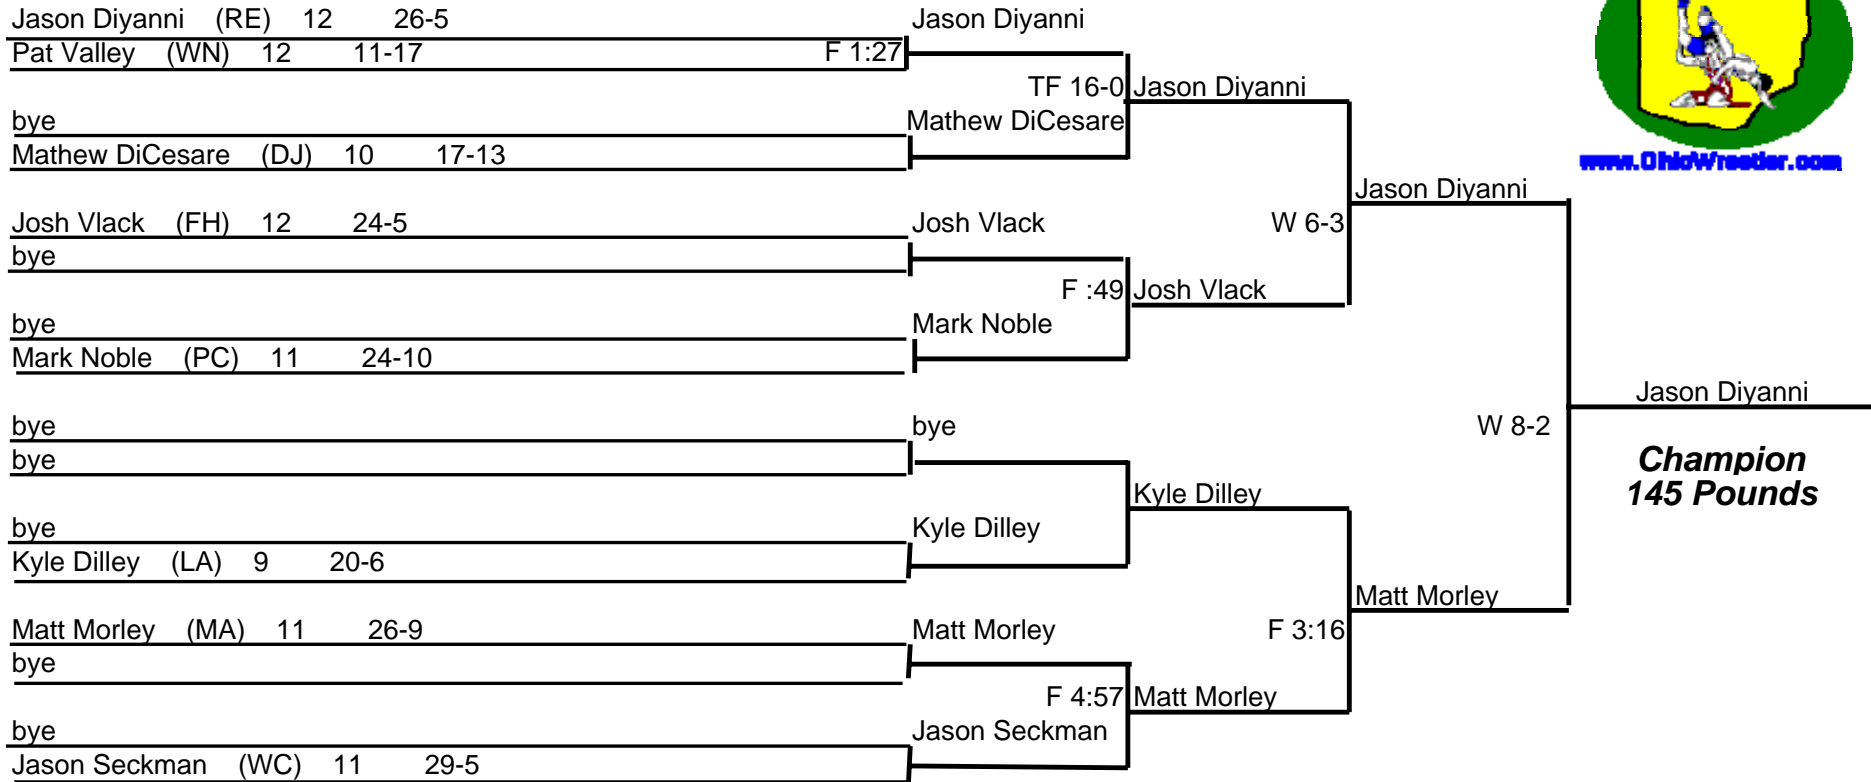 Jason Diyanni (RE) 12 26-5 Jason Diyanni
Pat Valley (WN) 12 11-17 F 1:27
TF 16-0 Jason Diyanni
bye Mathew DiCesare
Mathew DiCesare (DJ) 10 17-13
www.OhioWrestler.com
Jason Diyanni
Josh Vlack (FH) 12 24-5 Josh Vlack W 6-3
bye
F :49 Josh Vlack
bye Mark Noble
Mark Noble (PC) 11 24-10
Jason Diyanni
bye bye W 8-2
bye Champion
Kyle Dilley 145 Pounds
bye Kyle Dilley
Kyle Dilley (LA) 9 20-6
Matt Morley
Matt Morley (MA) 11 26-9 Matt Morley F 3:16
bye
F 4:57 Matt Morley
bye Jason Seckman
Jason Seckman (WC) 11 29-5